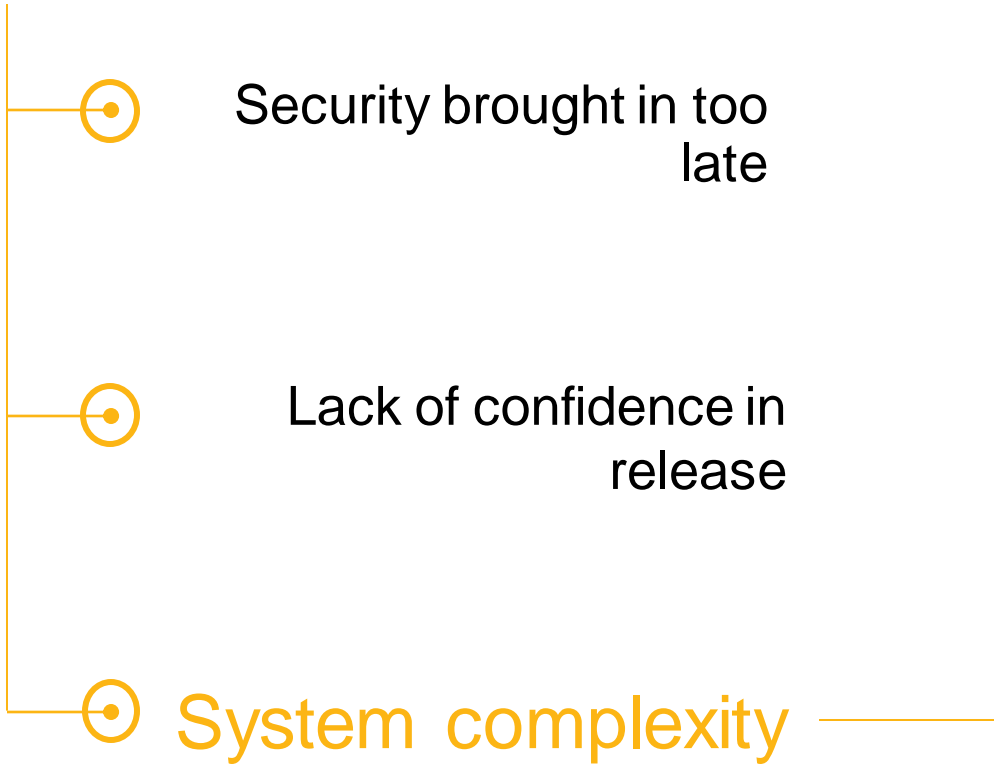 Security brought in too
late
Lack of confidence in
release
System complexity